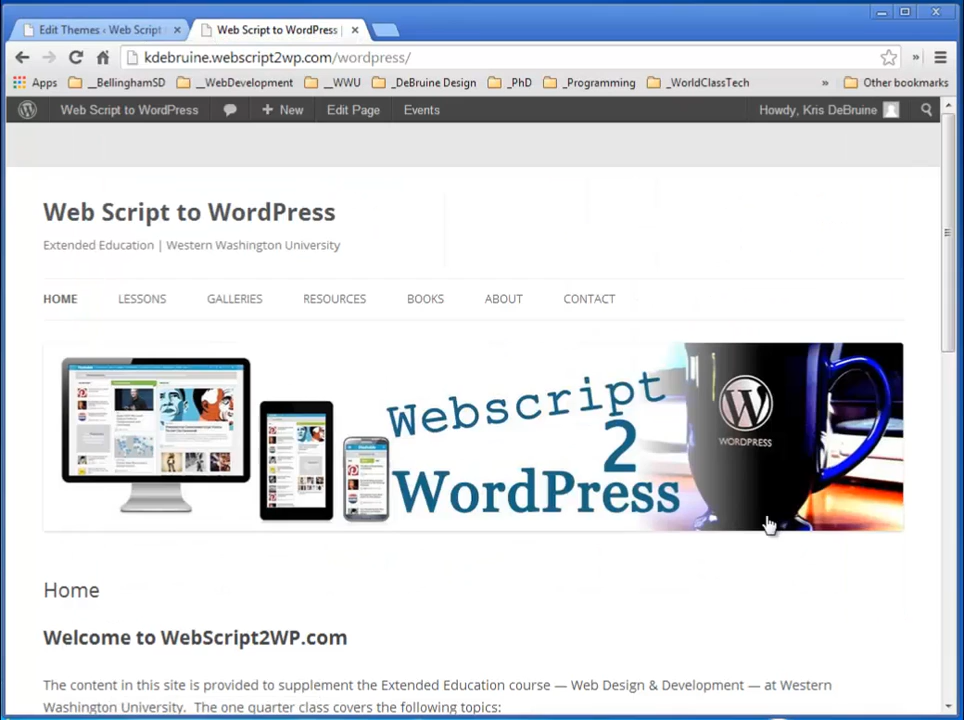 Edit Themes ‹ Web Script
Web Script to WordPress |
kdebruine.webscript2wp.com/wordpress/
Apps __BellinghamSD __WebDevelopment __WWU _DeBruine Design _PhD _Programming _WorldClassTech » Other bookmarks
Web Script to WordPress + New Edit Page Events Howdy, Kris DeBruine
Web Script to WordPress
Extended Education | Western Washington University
HOME LESSONS GALLERIES RESOURCES BOOKS ABOUT CONTACT
Webscript
2
WordPress
WORDPRESS
Home
Welcome to WebScript2WP.com
The content in this site is provided to supplement the Extended Education course — Web Design & Development — at Western
Washington University. The one quarter class covers the following topics: